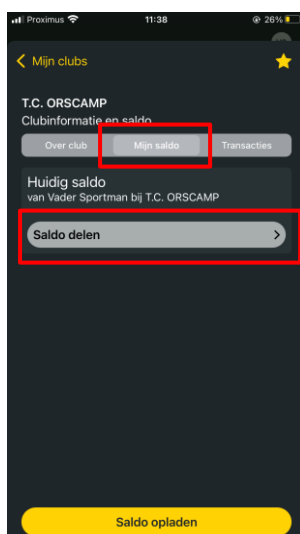 Proximus 11:38 26%
Mijn clubs
T.C. ORSCAMP
Clubinformatie en saldo
Over club Mijn saldo Transacties
Huidig saldo
van Vader Sportman bij T.C. ORSCAMP
Saldo delen
Saldo opladen